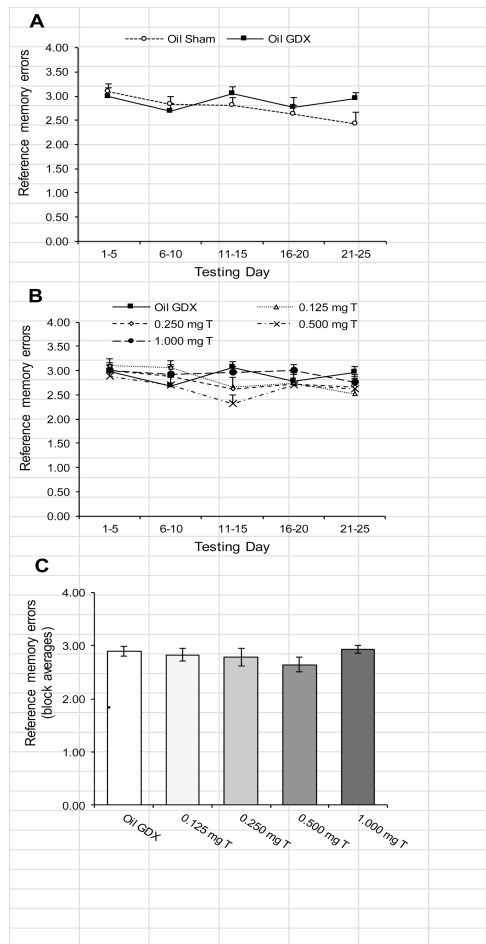 A
Oil Sham Oil GDX
Reference memory errors
4.00
3.50
3.00
2.50
2.00
1.50
1.00
0.50
0.00
1-5 6-10 11-15 16-20 21-25
Testing Day
B
Oil GDX 0.125 mg T
0.250 mg T 0.500 mg T
1.000 mg T
Reference memory errors
4.00
3.50
3.00
2.50
2.00
1.50
1.00
0.50
0.00
1-5 6-10 11-15 16-20 21-25
Testing Day
C
Reference memory errors
(block averages)
4.00
3.00
2.00
1.00
0.00
Oil GDX 0.125 mg T 0.250 mg T 0.500 mg T 1.000 mg T